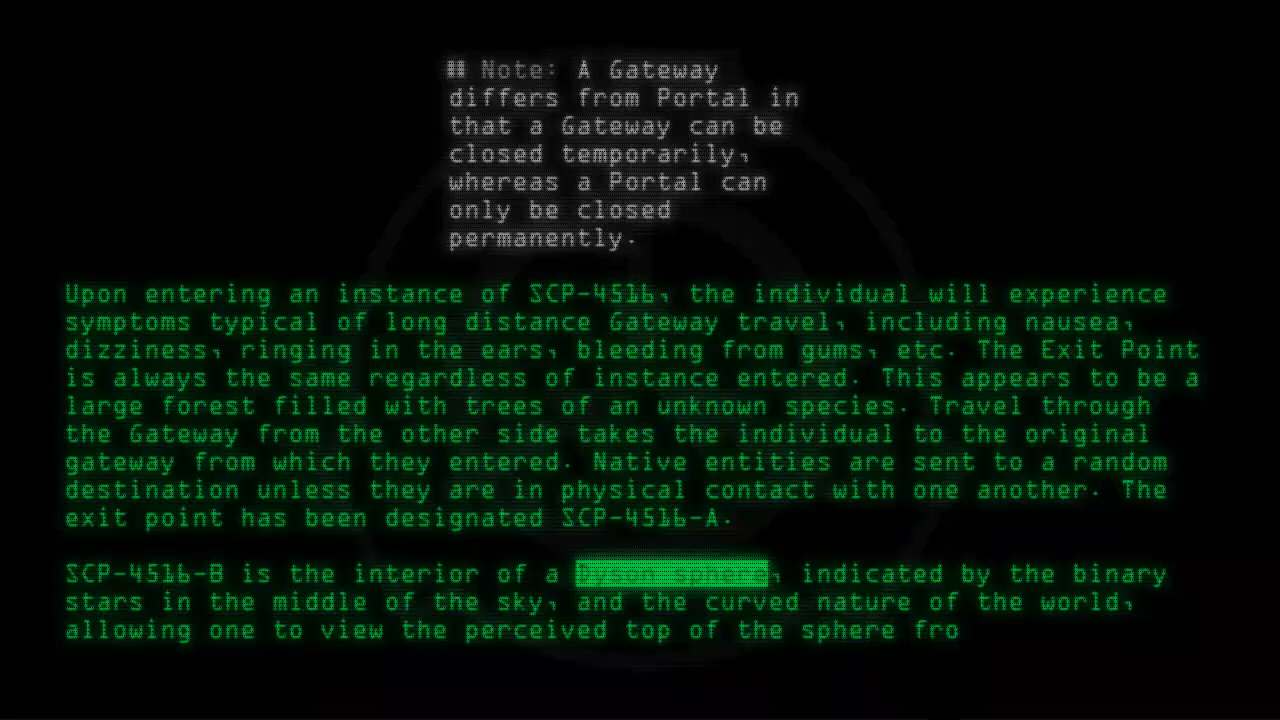 ## Note: A Gateway
differs from Portal in
that a Gateway can be
closed temporarily,
whereas a Portal can
only be closed
permanently.
Upon entering an instance of SCP-4516, the individual will experience
symptoms typical of long distance Gateway travel, including nausea,
dizziness, ringing in the ears, bleeding from gums, etc. The Exit Point
is always the same regardless of instance entered. This appears to be a
large forest filled with trees of an unknown species. Travel through
the Gateway from the other side takes the individual to the original
gateway from which they entered. Native entities are sent to a random
destination unless they are in physical contact with one another. The
exit point has been designated SCP-4516-A.
SCP-4516-B is the interior of a Dyson sphere, indicated by the binary
stars in the middle of the sky, and the curved nature of the world,
allowing one to view the perceived top of the sphere fro